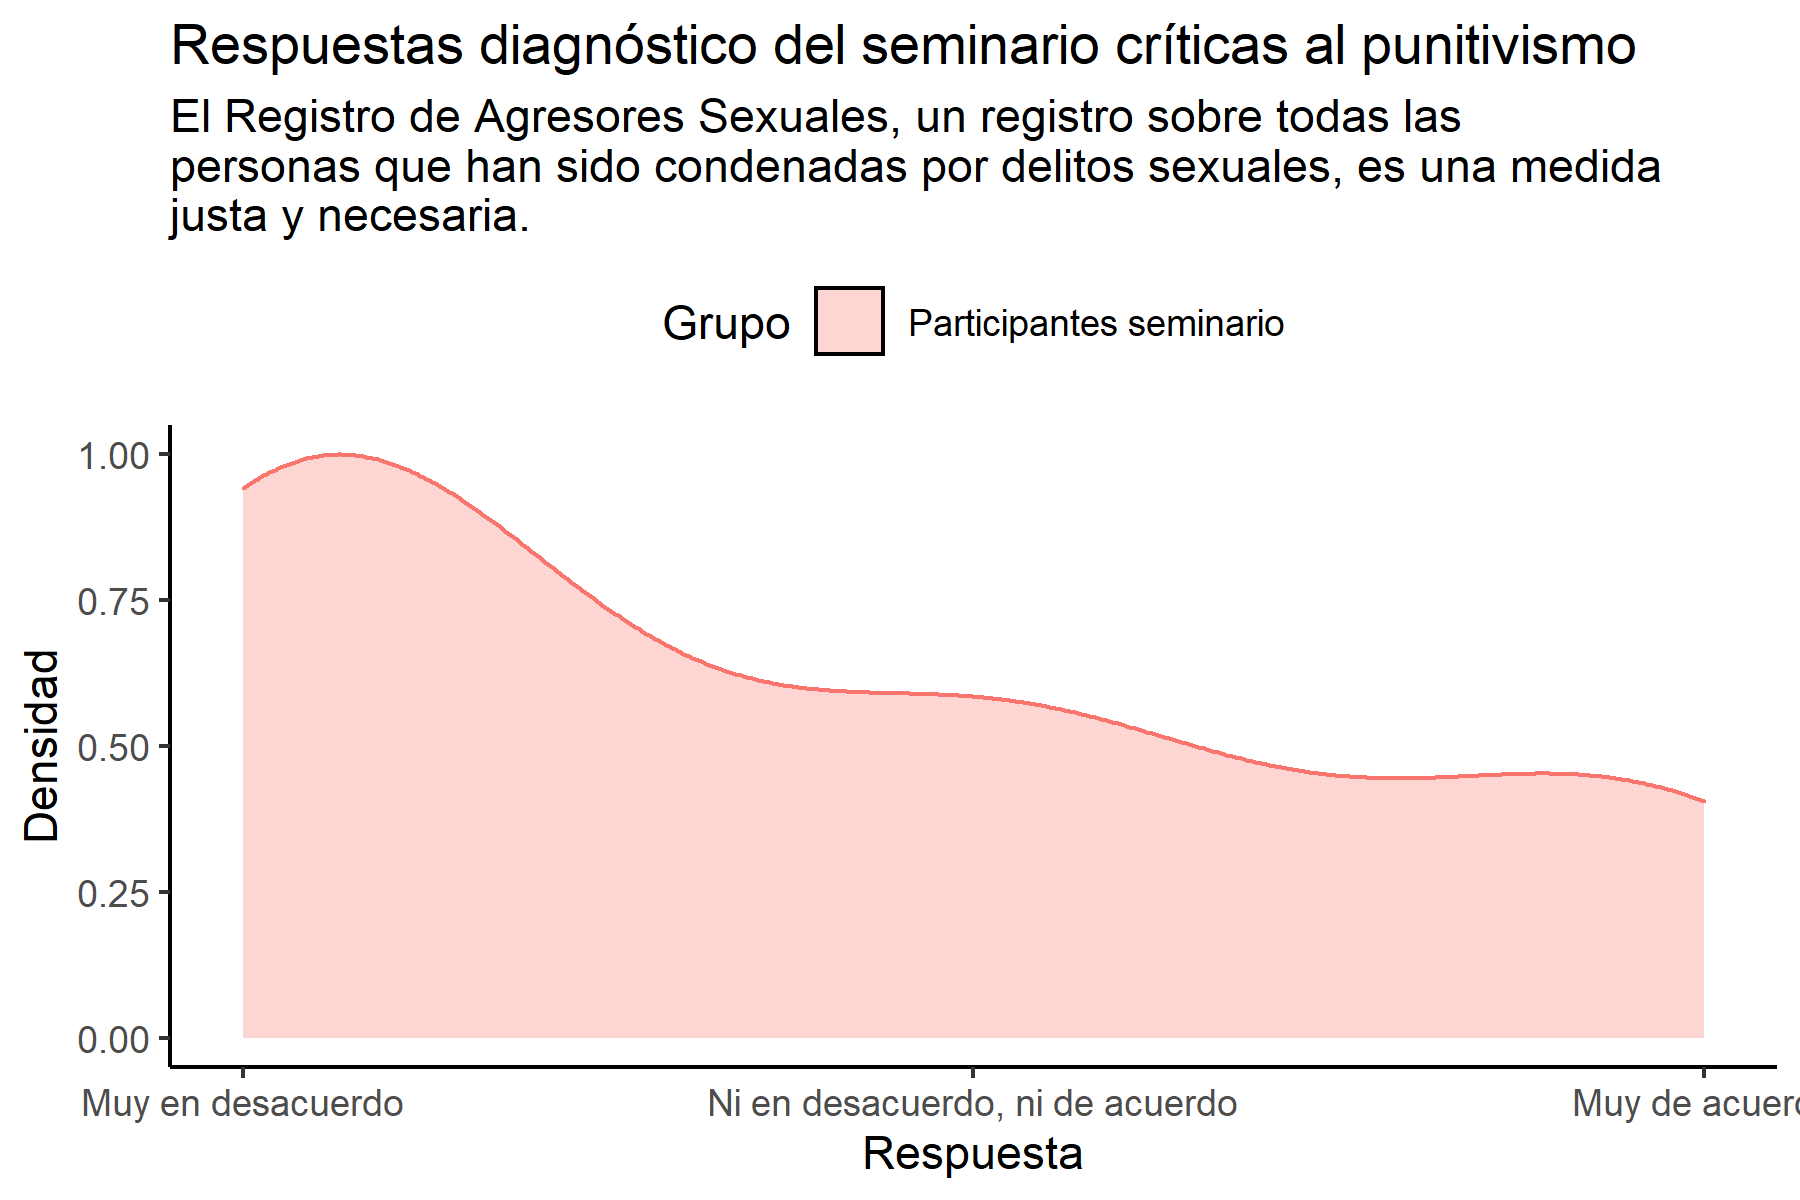 Respuestas diagnóstico del seminario críticas al punitivismo
El Registro de Agresores Sexuales, un registro sobre todas las
personas que han sido condenadas por delitos sexuales, es una medida
justa y necesaria.
Grupo Participantes seminario
Densidad
1.00
0.75
0.50
0.25
0.00
Muy en desacuerdo Ni en desacuerdo, ni de acuerdo Muy de
Respuesta